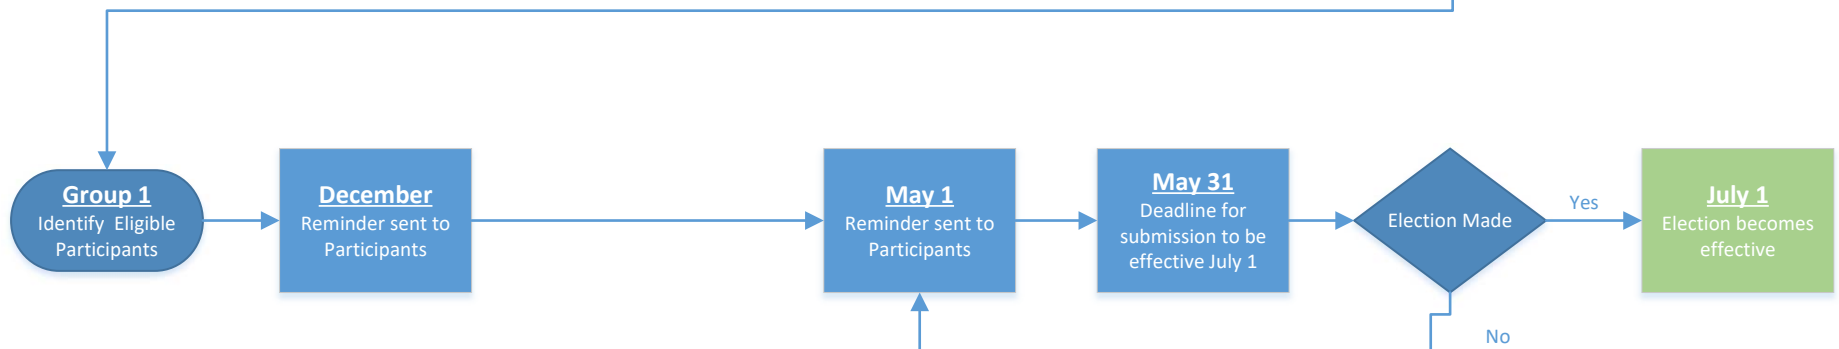 Group 1
Identify Eligible
Participants
December
Reminder sent to
Participants
May 1
Reminder sent to
Participants
May 31
Deadline for
submission to be
effective July 1
Election Made
Yes
July 1
Election becomes
effective
No